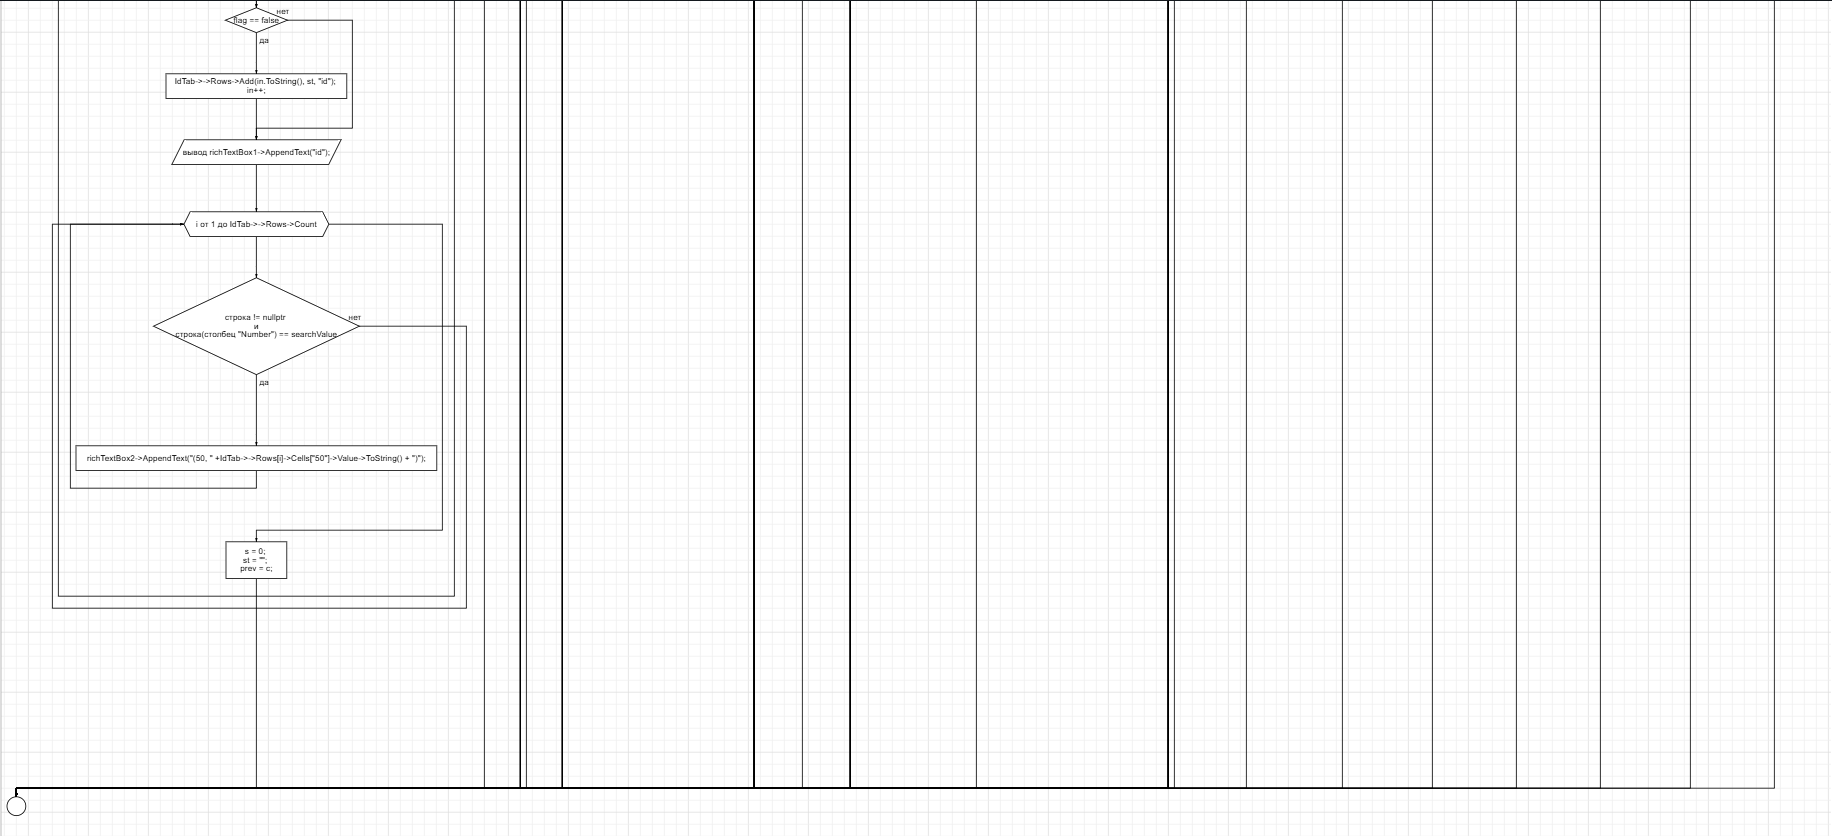 нет
flag == false
да
IdTab->->Rows->Add(in.ToString(), st, "id");
in++;
вывод richTextBox1->AppendText("id");
i от 1 до IdTab->->Rows->Count
строка != nullptr
нет
и
строка(столбец "Number") == searchValue
да
richTextBox2->AppendText("(50, " +IdTab->->Rows[i]->Cells["50"]->Value->ToString() + ")");
s = 0;
st = "";
prev = c;